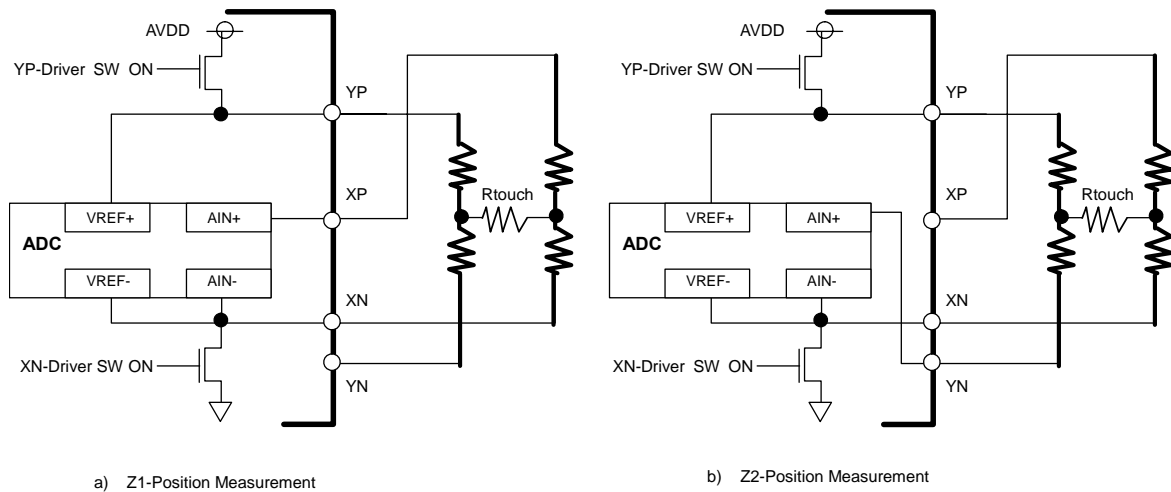 AVDD
YP-Driver SW ON
YP
XP
Rtouch
VREF+
AIN+
ADC
VREF-
AIN-
XN
XN-Driver SW ON
YN
a) Z1-Position Measurement
AVDD
YP-Driver SW ON
YP
XP
Rtouch
VREF+
AIN+
ADC
VREF-
AIN-
XN
XN-Driver SW ON
YN
b) Z2-Position Measurement